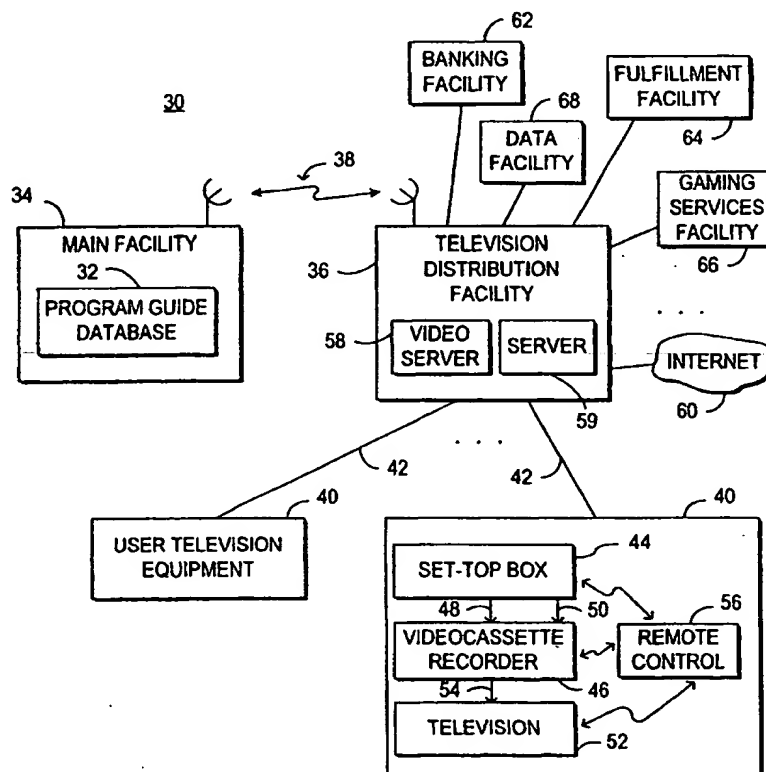 62
BANKING
FACILITY
FULFILLMENT
FACILITY
64
30
68
DATA
FACILITY
38
34
GAMING
SERVICES
FACILITY
66
MAIN FACILITY
32
PROGRAM GUIDE
DATABASE
36
TELEVISION
DISTRIBUTION
FACILITY
58
VIDEO
SERVER
SERVER
59
. . .
INTERNET
60
. . .
42
42
40
USER TELEVISION
EQUIPMENT
40
44
SET-TOP BOX
48
50
56
VIDEOCASSETTE
RECORDER
REMOTE
CONTROL
54
46
TELEVISION
52